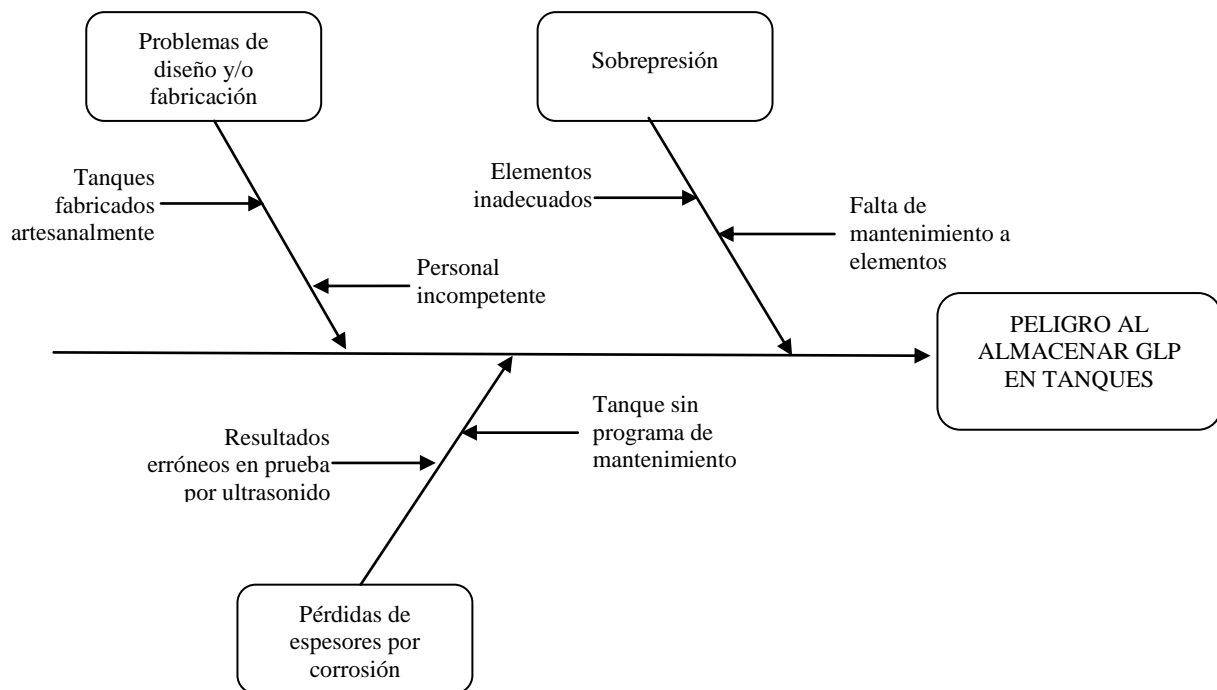 Problemas de
diseño y/o
fabricación
Sobrepresión
Tanques
fabricados
artesanalmente
Elementos
inadecuados
Falta de
mantenimiento a
elementos
Personal
incompetente
PELIGRO AL
ALMACENAR GLP
EN TANQUES
Resultados
erróneos en prueba
por ultrasonido
Tanque sin
programa de
mantenimiento
Pérdidas de
espesores por
corrosión